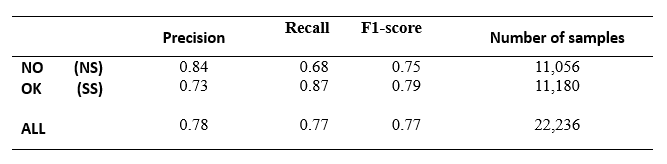 Precision Recall F1-score Number of samples
NO (NS) 0.84 0.68 0.75 11,056
OK (SS) 0.73 0.87 0.79 11,180
ALL 0.78 0.77 0.77 22,236